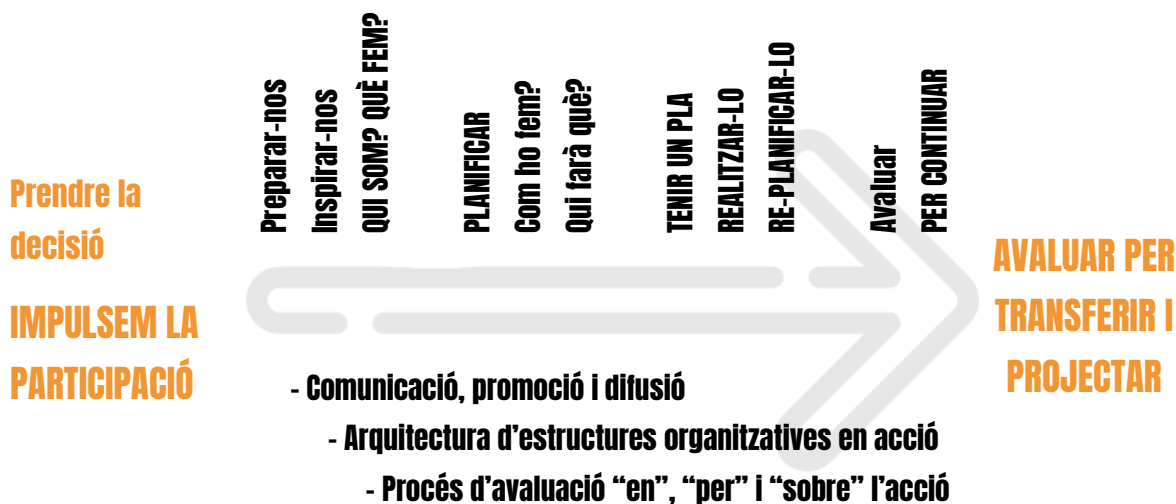 Prendre la
decisió
IMPULSEM LA
PARTICIPACIÓ
Preparar-nos
Inspirar-nos
QUI SOM? QUÈ FEM?
PLANIFICAR
Com ho fem?
Qui farà què?
TENIR UN PLA
REALITZAR-LO
RE-PLANIFICAR-LO
Avaluar
PER CONTINUAR
AVALUAR PER
TRANSFERIR I
PROJECTAR
- Comunicació, promoció i difusió
- Arquitectura d’estructures organitzatives en acció
- Procés d’avaluació “en”, “per” i “sobre” l’acció